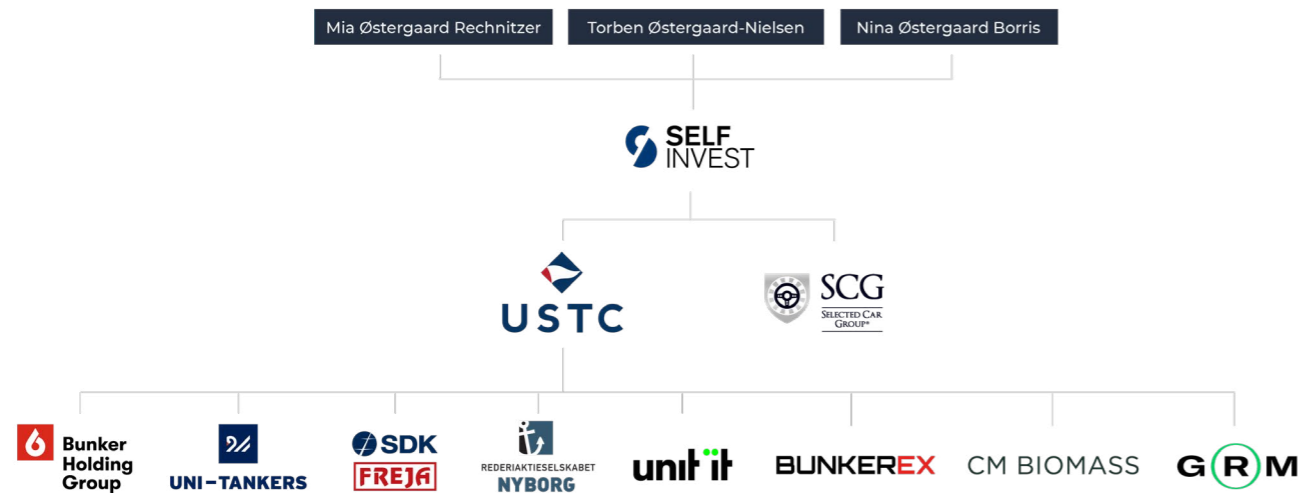 Mia Østergaard Rechnitzer
Torben Østergaard-Nielsen
Nina Østergaard Borris
SELF
INVEST
USTC
SCG
SELECTED CAR
GROUP®
Bunker
Holding
Group
UNI-TANKERS
SDK
FREJA
REDERIAKTIESELSKABET
NYBORG
unit it
BUNKEREX
CM BIOMASS
GRM